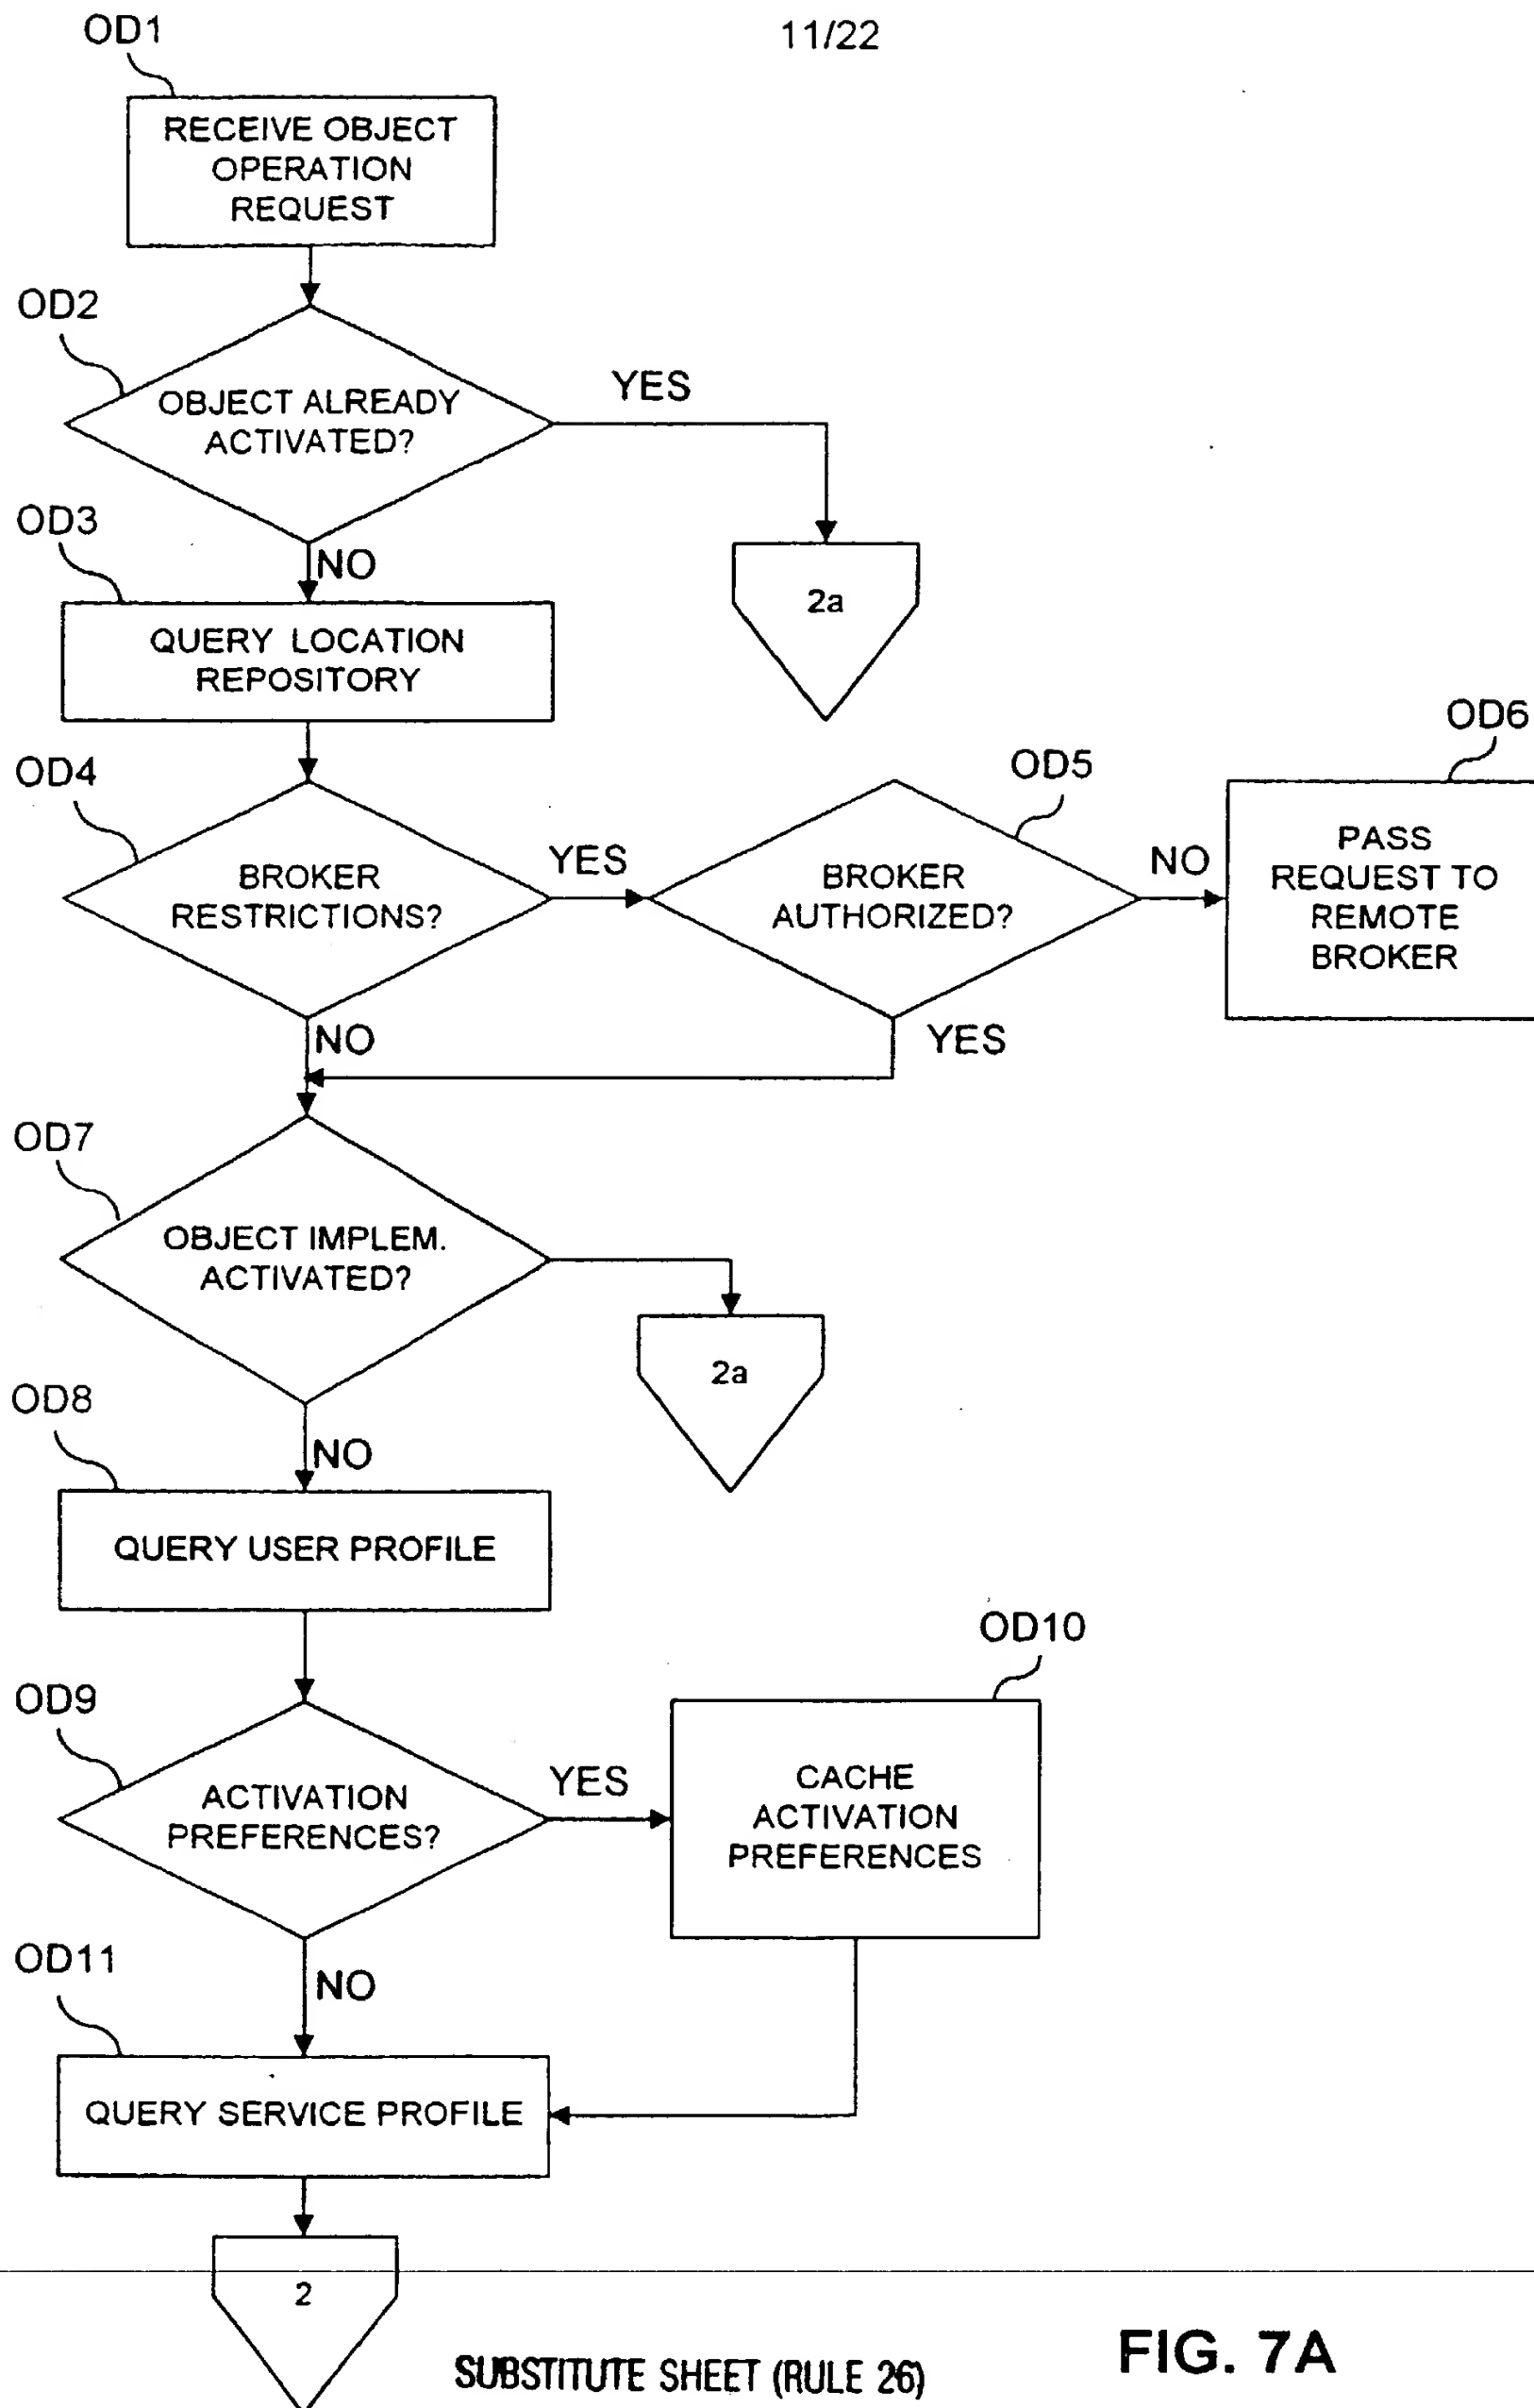 11/22
OD1
RECEIVE OBJECT
OPERATION
REQUEST
OD2
OBJECT ALREADY
ACTIVATED?
YES
2a
NO
OD3
QUERY LOCATION
REPOSITORY
OD4
BROKER
RESTRICTIONS?
YES
OD5
BROKER
AUTHORIZED?
NO
OD6
PASS
REQUEST TO
REMOTE
BROKER
NO
YES
OD7
OBJECT IMPLEM.
ACTIVATED?
2a
NO
OD8
QUERY USER PROFILE
OD9
ACTIVATION
PREFERENCES?
YES
OD10
CACHE
ACTIVATION
PREFERENCES
NO
OD11
QUERY SERVICE PROFILE
2
SUBSTITUTE SHEET (RULE 26)
FIG. 7A